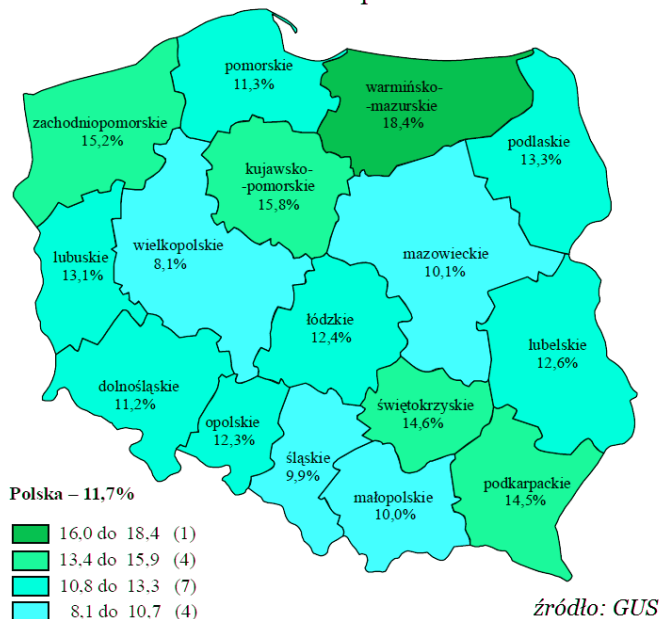 pomorskie
11,3%
warmińsko-
-mazurskie
18,4%
zachodniopomorskie
15,2%
podlaskie
13,3%
kujawsko-
-pomorskie
15,8%
wielkopolskie
8,1%
mazowieckie
10,1%
lubuskie
13,1%
łódzkie
12,4%
lubelskie
12,6%
dolnośląskie
11,2%
opolskie
12,3%
świętokrzyskie
14,6%
śląskie
9,9%
małopolskie
10,0%
podkarpackie
14,5%
Polska – 11,7%
16.0 do 18.4 (1)
13.4 do 15.9 (4)
10.8 do 13.3 (7)
8,1 do 10,7 (4)
źródło: GUS